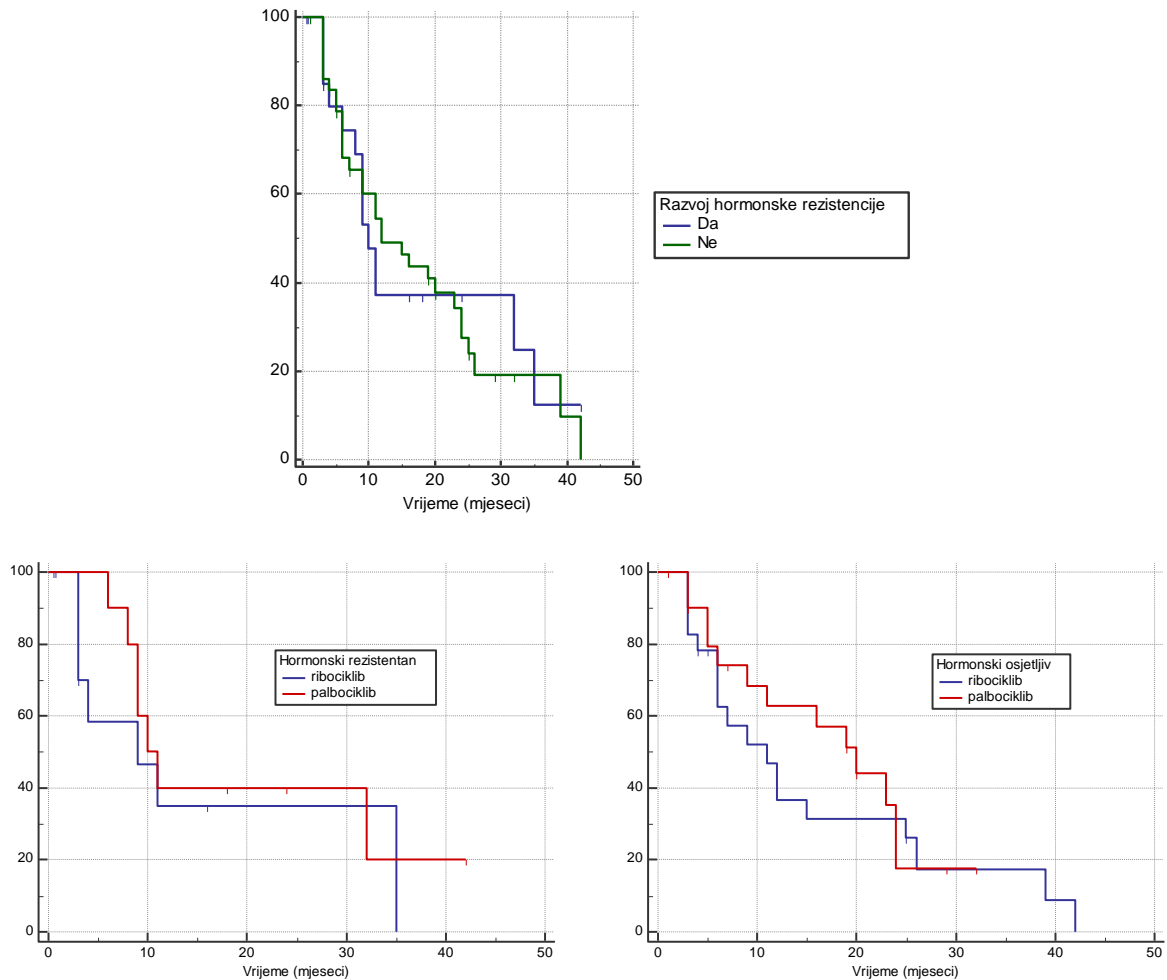 100
80
60
40
20
0
0 10 20 30 40 50
Vrijeme (mjeseci)
Razvoj hormonske rezistencije
Da
Ne
100
80
60
40
20
0
0 10 20 30 40 50
Vrijeme (mjeseci)
Hormonski rezistentan
ribociklib
palbociklib
100
80
60
40
20
0
0 10 20 30 40 50
Vrijeme (mjeseci)
Hormonski osjetljiv
ribociklib
palbociklib